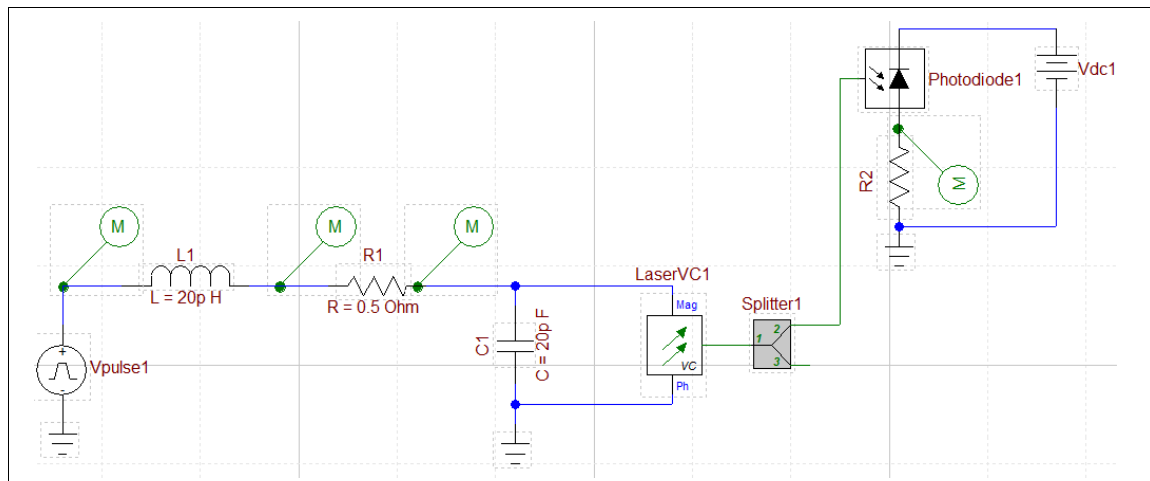 Photodiode1
Vdc1
M
R2
M
M
M
L1
R1
L = 20p H
R = 0.5 Ohm
LaserVC1
Mag
Splitter1
Vpulse1
+
-
C1
C = 20p F
VC
Ph
1
2
3